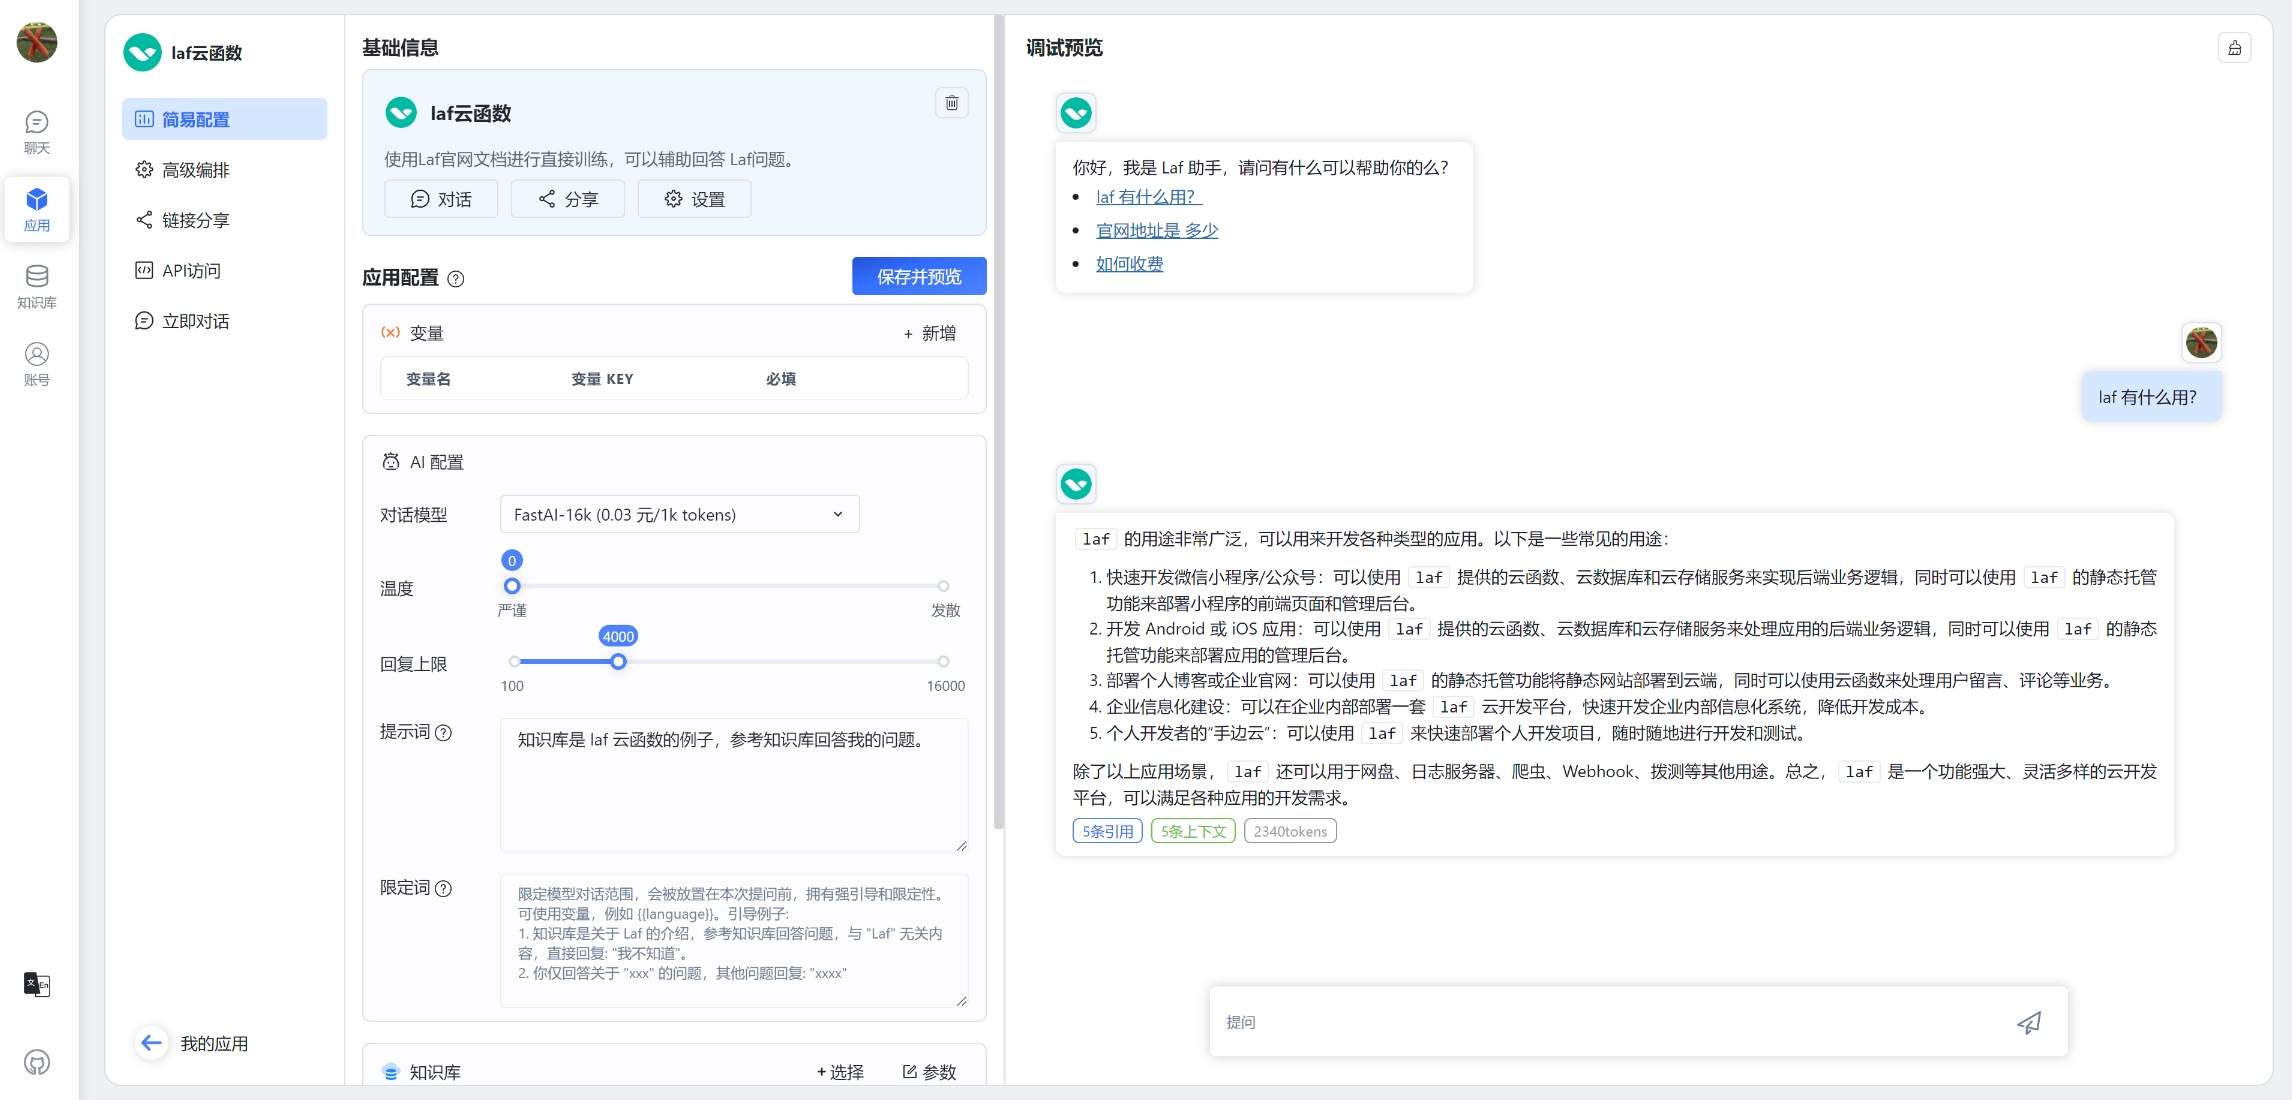 聊天
应用
知识库
账号
文
En
laf云函数
简易配置
高级编排
链接分享
API访问
立即对话
我的应用
基础信息
laf云函数
使用Laf官网文档进行直接训练，可以辅助回答 Laf问题。
对话
分享
设置
应用配置 ?
保存并预览
(x) 变量
+ 新增
变量名 变量 KEY 必填
AI 配置
对话模型
FastAI-16k (0.03 元/1k tokens)
0
温度
严谨 发散
4000
回复上限
100 16000
提示词 ?
知识库是 laf 云函数的例子，参考知识库回答我的问题。
限定词 ?
限定模型对话范围，会被放置在本次提问前，拥有强引导和限定性。
可使用变量，例如 {{language}}。引导例子:
1. 知识库是关于 Laf 的介绍，参考知识库回答问题，与 "Laf" 无关内
容，直接回复: "我不知道"。
2. 你仅回答关于 "xxx" 的问题，其他问题回复: "xxxx"
知识库
+选择
参数
调试预览
你好，我是 Laf 助手，请问有什么可以帮助你的么？
laf 有什么用？
官网地址是 多少
如何收费
laf 有什么用？
laf 的用途非常广泛，可以用来开发各种类型的应用。以下是一些常见的用途：
1. 快速开发微信小程序/公众号：可以使用 laf 提供的云函数、云数据库和云存储服务来实现后端业务逻辑，同时可以使用 laf 的静态托管
功能来部署小程序的前端页面和管理后台。
2. 开发 Android 或 iOS 应用：可以使用 laf 提供的云函数、云数据库和云存储服务来处理应用的后端业务逻辑，同时可以使用 laf 的静态
托管功能来部署应用的管理后台。
3. 部署个人博客或企业官网：可以使用 laf 的静态托管功能将静态网站部署到云端，同时可以使用云函数来处理用户留言、评论等业务。
4. 企业信息化建设：可以在企业内部部署一套 laf 云开发平台，快速开发企业内部信息化系统，降低开发成本。
5. 个人开发者的“手边云”：可以使用 laf 来快速部署个人开发项目，随时随地进行开发和测试。
除了以上应用场景， laf 还可以用于网盘、日志服务器、爬虫、Webhook、拨测等其他用途。总之， laf 是一个功能强大、灵活多样的云开发
平台，可以满足各种应用的开发需求。
5条引用 5条上下文 2340tokens
提问